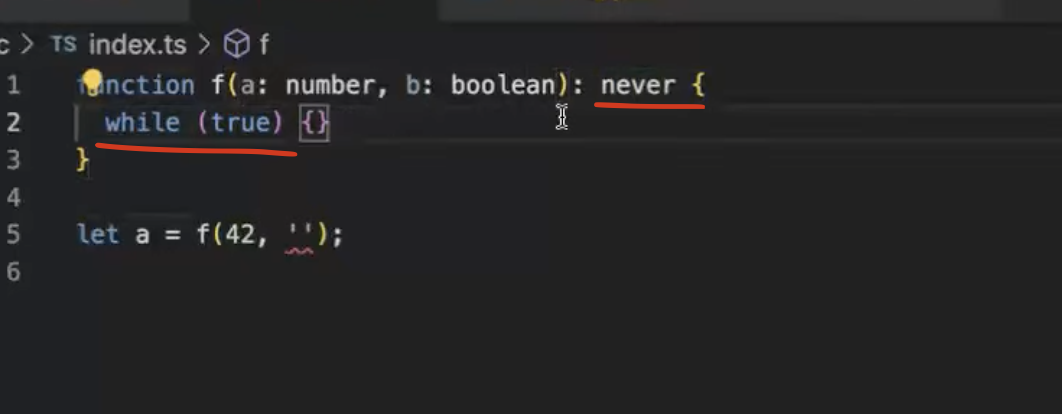 c > TS index.ts > f
1 function f(a: number, b: boolean): never {
2 while (true) {}
3 }
4
5 let a = f(42, '');
6